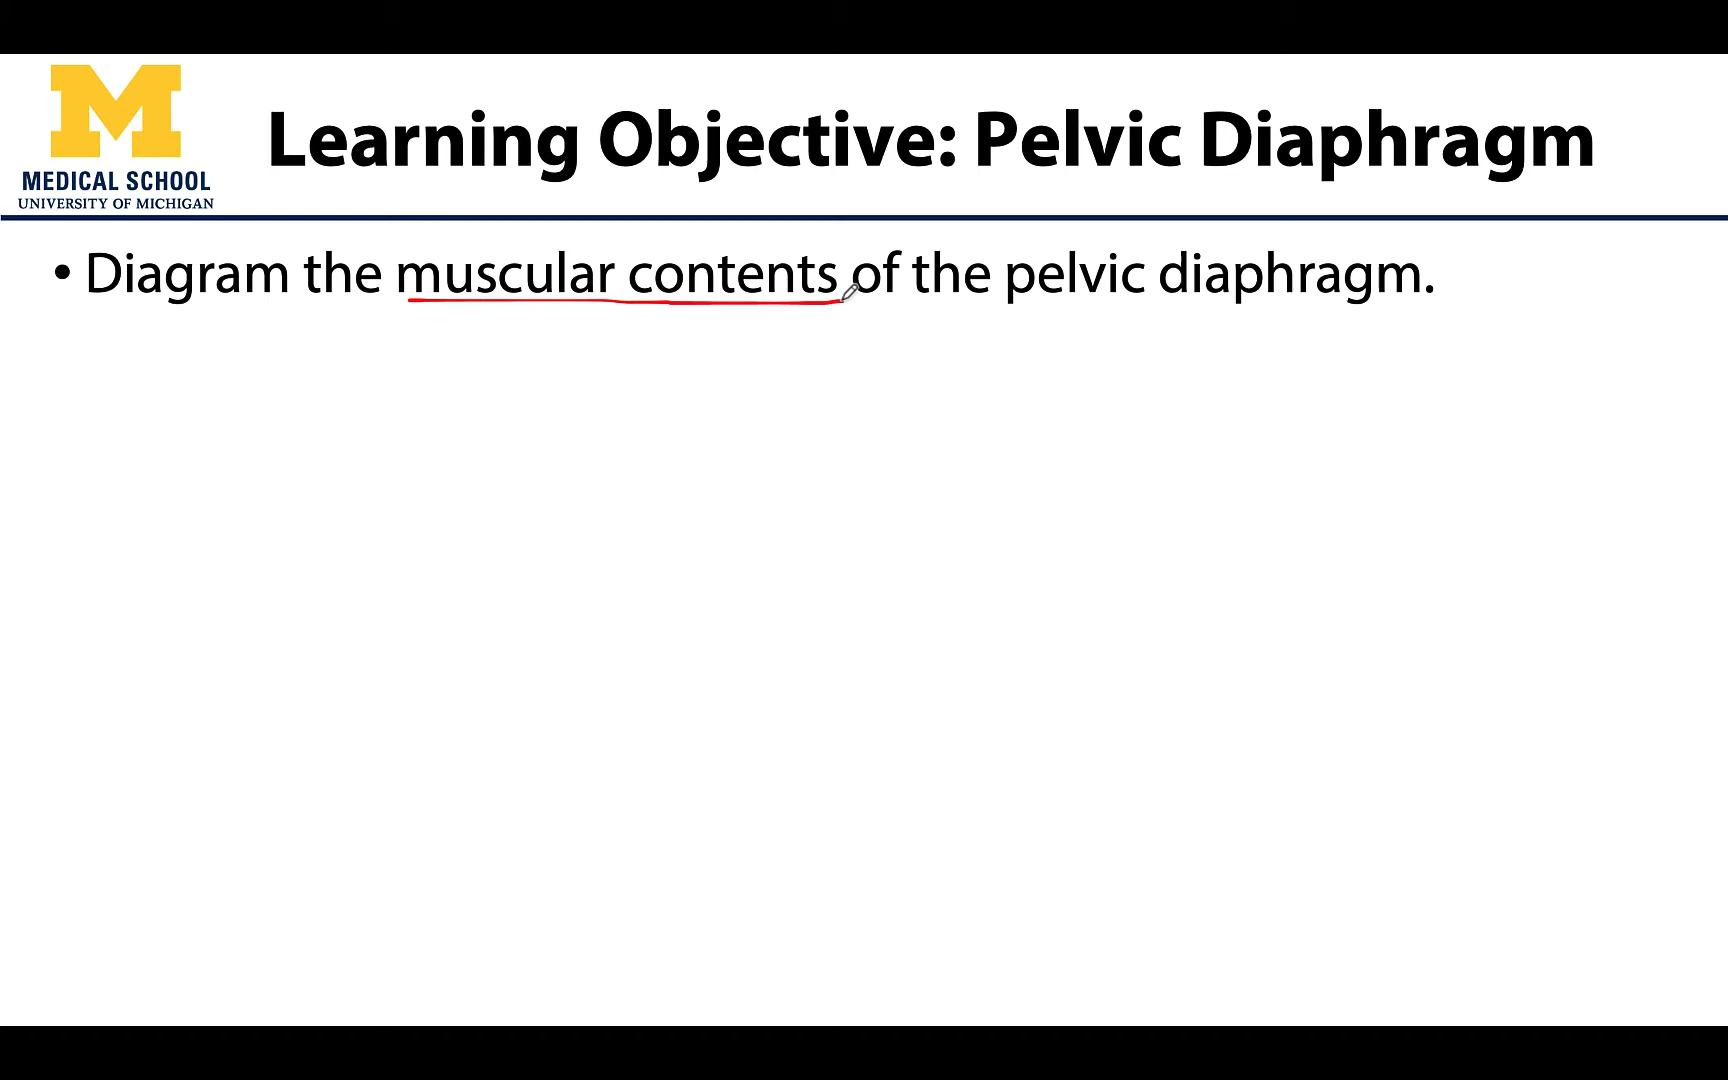 MEDICAL SCHOOL
UNIVERSITY OF MICHIGAN
Learning Objective: Pelvic Diaphragm
• Diagram the muscular contents of the pelvic diaphragm.